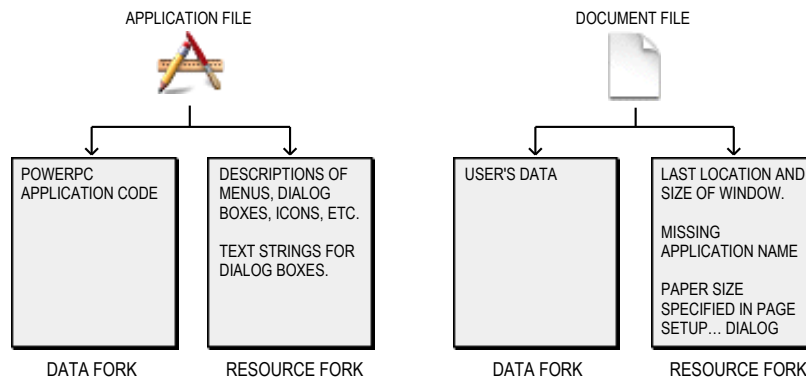 APPLICATION FILE
POWERPC
APPLICATION CODE
DATA FORK
DESCRIPTIONS OF
MENUS, DIALOG
BOXES, ICONS, ETC.
TEXT STRINGS FOR
DIALOG BOXES.
RESOURCE FORK
DOCUMENT FILE
USER'S DATA
DATA FORK
LAST LOCATION AND
SIZE OF WINDOW.
MISSING
APPLICATION NAME
PAPER SIZE
SPECIFIED IN PAGE
SETUP… DIALOG
RESOURCE FORK